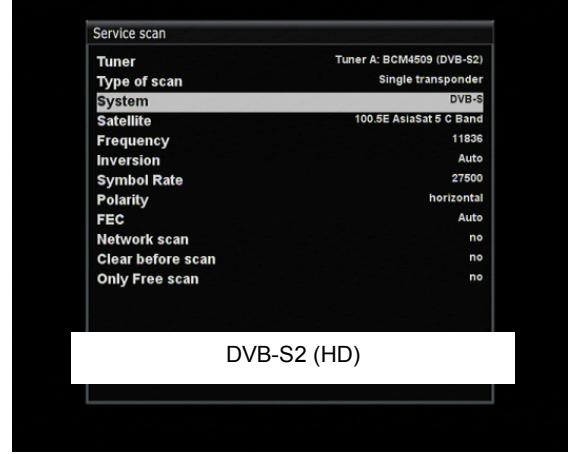 Service scan
Tuner Tuner A: BCM4509 (DVB-S2)
Type of scan Single transponder
System DVB-S
Satellite 100.5E AsiaSat 5 C Band
Frequency 11836
Inversion Auto
Symbol Rate 27500
Polarity horizontal
FEC Auto
Network scan no
Clear before scan no
Only Free scan no
DVB-S2 (HD)